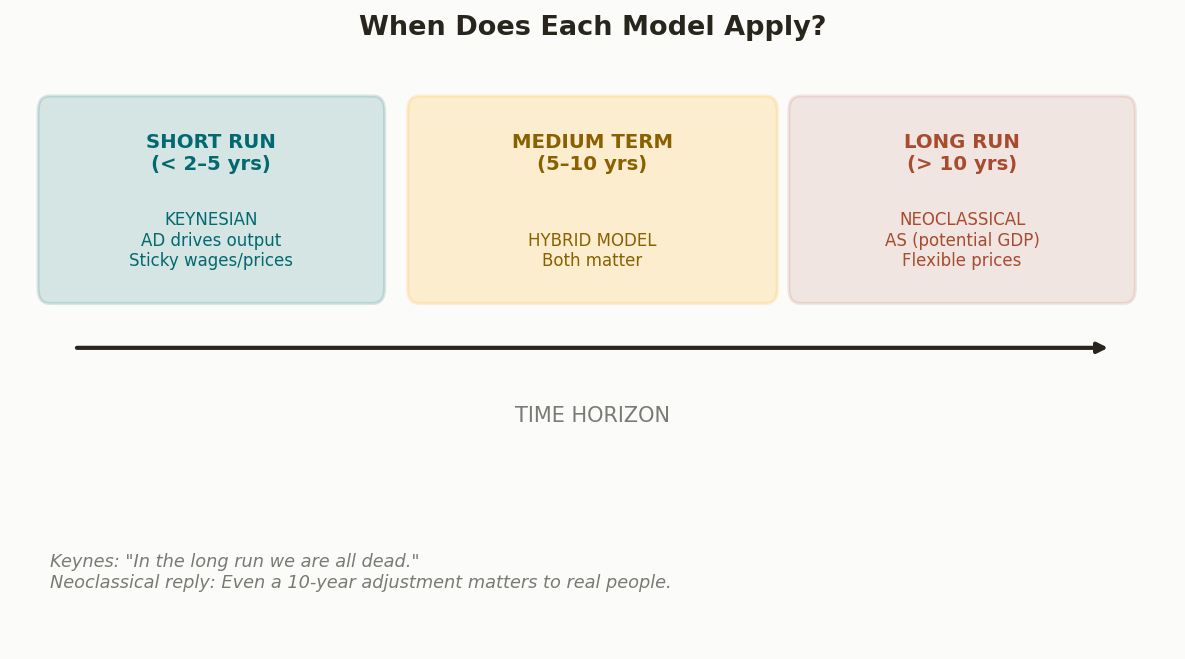 When Does Each Model Apply?
SHORT RUN
(< 2–5 yrs)
KEYNESIAN
AD drives output
Sticky wages/prices
MEDIUM TERM
(5–10 yrs)
HYBRID MODEL
Both matter
LONG RUN
(> 10 yrs)
NEOCLASSICAL
AS (potential GDP)
Flexible prices
TIME HORIZON
Keynes: "In the long run we are all dead."
Neoclassical reply: Even a 10-year adjustment matters to real people.